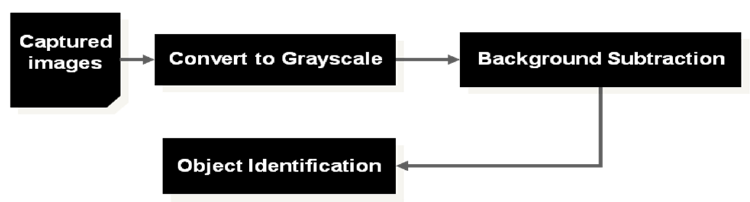 Captured
images
Convert to Grayscale
Background Subtraction
Object Identification